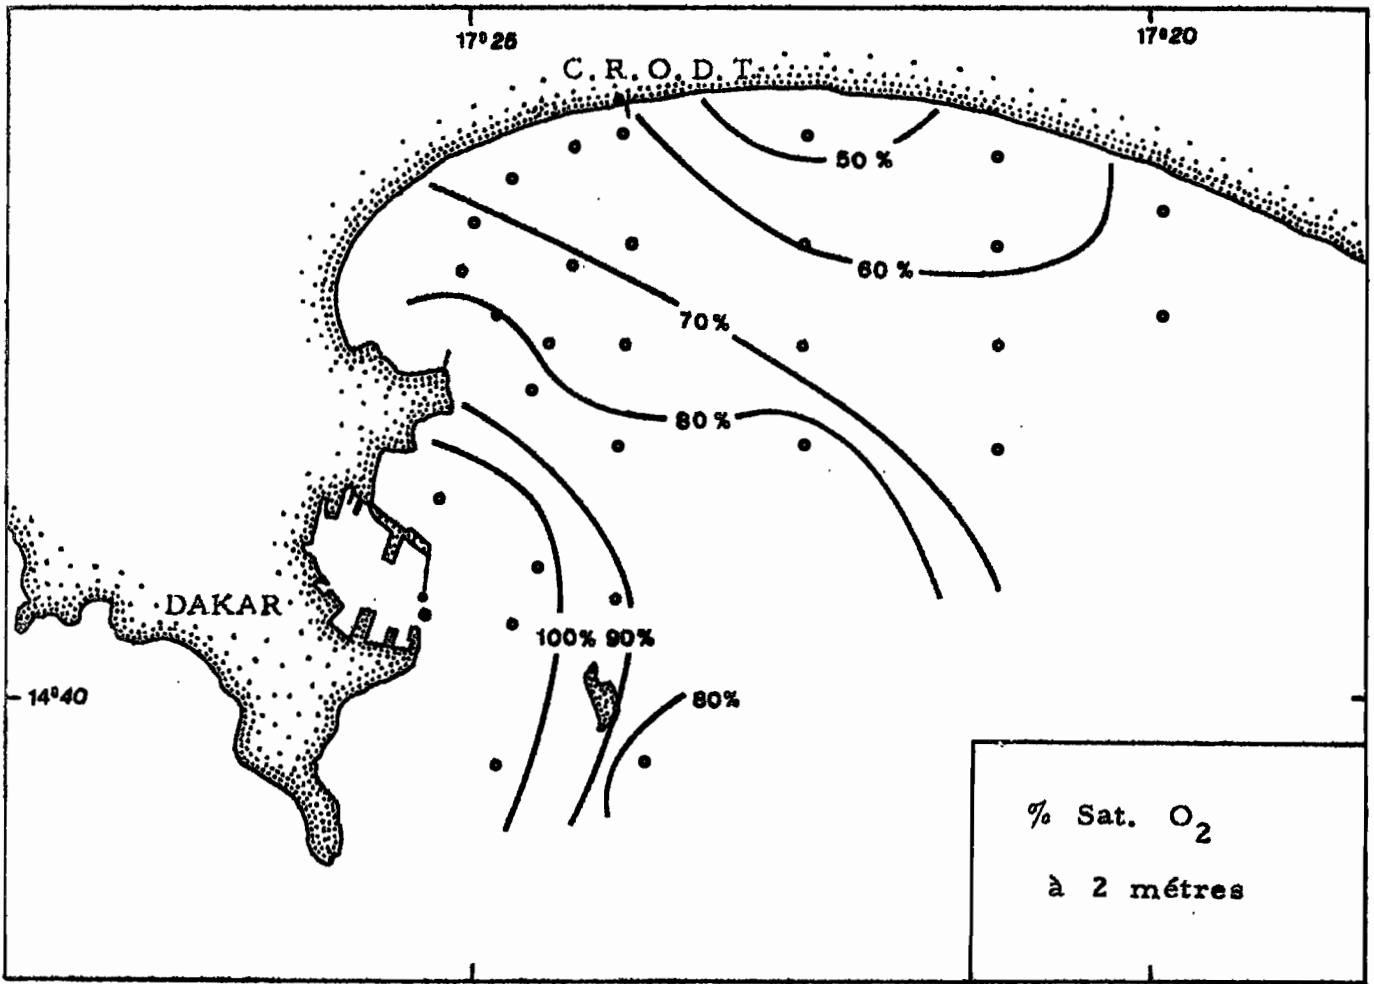 17°25
17°20
C.R.O.D.T.
50 %
60 %
70 %
80 %
DAKAR
100% 90%
14°40
80%
% Sat. O₂
à 2 métres